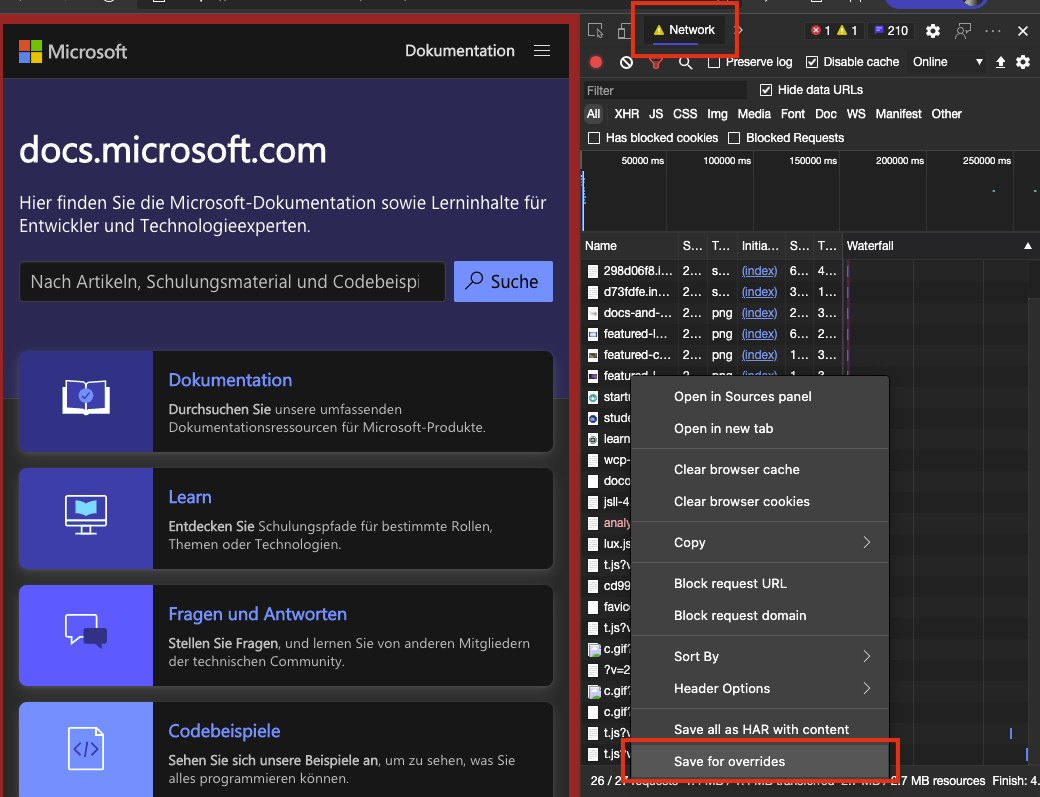 Microsoft
Dokumentation
docs.microsoft.com
Hier finden Sie die Microsoft-Dokumentation sowie Lerninhalte für
Entwickler und Technologieexperten.
Nach Artikeln, Schulungsmaterial und Codebeispi
Suche
Dokumentation
Durchsuchen Sie unsere umfassenden
Dokumentationsressourcen für Microsoft-Produkte.
Learn
Entdecken Sie Schulungspfade für bestimmte Rollen,
Themen oder Technologien.
Fragen und Antworten
Stellen Sie Fragen, und lernen Sie von anderen Mitgliedern
der technischen Community.
Codebeispiele
Sehen Sie sich unsere Beispiele an, um zu sehen, was Sie
alles programmieren können.
Network
1 1 210
Preserve log Disable cache Online
Filter Hide data URLs
All XHR JS CSS Img Media Font Doc WS Manifest Other
Has blocked cookies Blocked Requests
50000 ms 100000 ms 150000 ms 200000 ms 250000 ms
Name S... T... Initia... S... T... Waterfall
298d06f8.i... 2... s... (index) 6... 4...
d73fdfe.in... 2... s... (index) 3... 1...
docs-and-... 2... png (index) 2... 3...
featured-l... 2... png (index) 6... 2...
featured-c... 2... png (index) 1... 3...
learn
wcp-
jsll-4
analy
lux.js
t.js?v
cd99
t.js?v
c.gif?
?v=2
c.gif?
c.gif?
t.js?v
t.js?v
Open in Sources panel
Open in new tab
Clear browser cache
Clear browser cookies
Copy
Block request URL
Block request domain
Sort By
Header Options
Save all as HAR with content
Save for overrides
26 / 27 requests 2.7 MB resources Finish: 4.